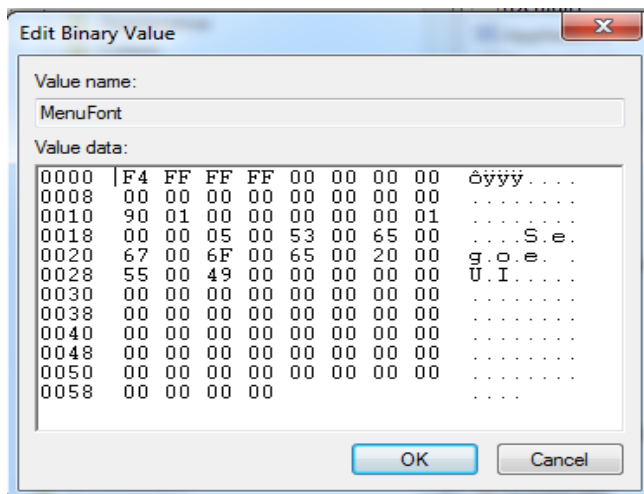 Edit Binary Value
Value name:
MenuFont
Value data:
0000 F4 FF FF FF 00 00 00 00 ôÿÿÿ....
0008 00 00 00 00 00 00 00 00 ........
0010 90 01 00 00 00 00 00 01 ........
0018 00 00 05 00 53 00 65 00 ....S.e.
0020 67 00 6F 00 65 00 20 00 g.o.e. .
0028 55 00 49 00 00 00 00 00 U.I.....
0030 00 00 00 00 00 00 00 00 ........
0038 00 00 00 00 00 00 00 00 ........
0040 00 00 00 00 00 00 00 00 ........
0048 00 00 00 00 00 00 00 00 ........
0050 00 00 00 00 00 00 00 00 ........
0058 00 00 00 00 ....
OK Cancel